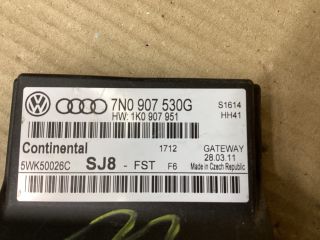 7N0 907 530G S1614
HW: 1K0 907 951 HH41
Continental 1712 GATEWAY
28.03.11
5WK50026C SJ8 - FST F6 Made in Czech Republic